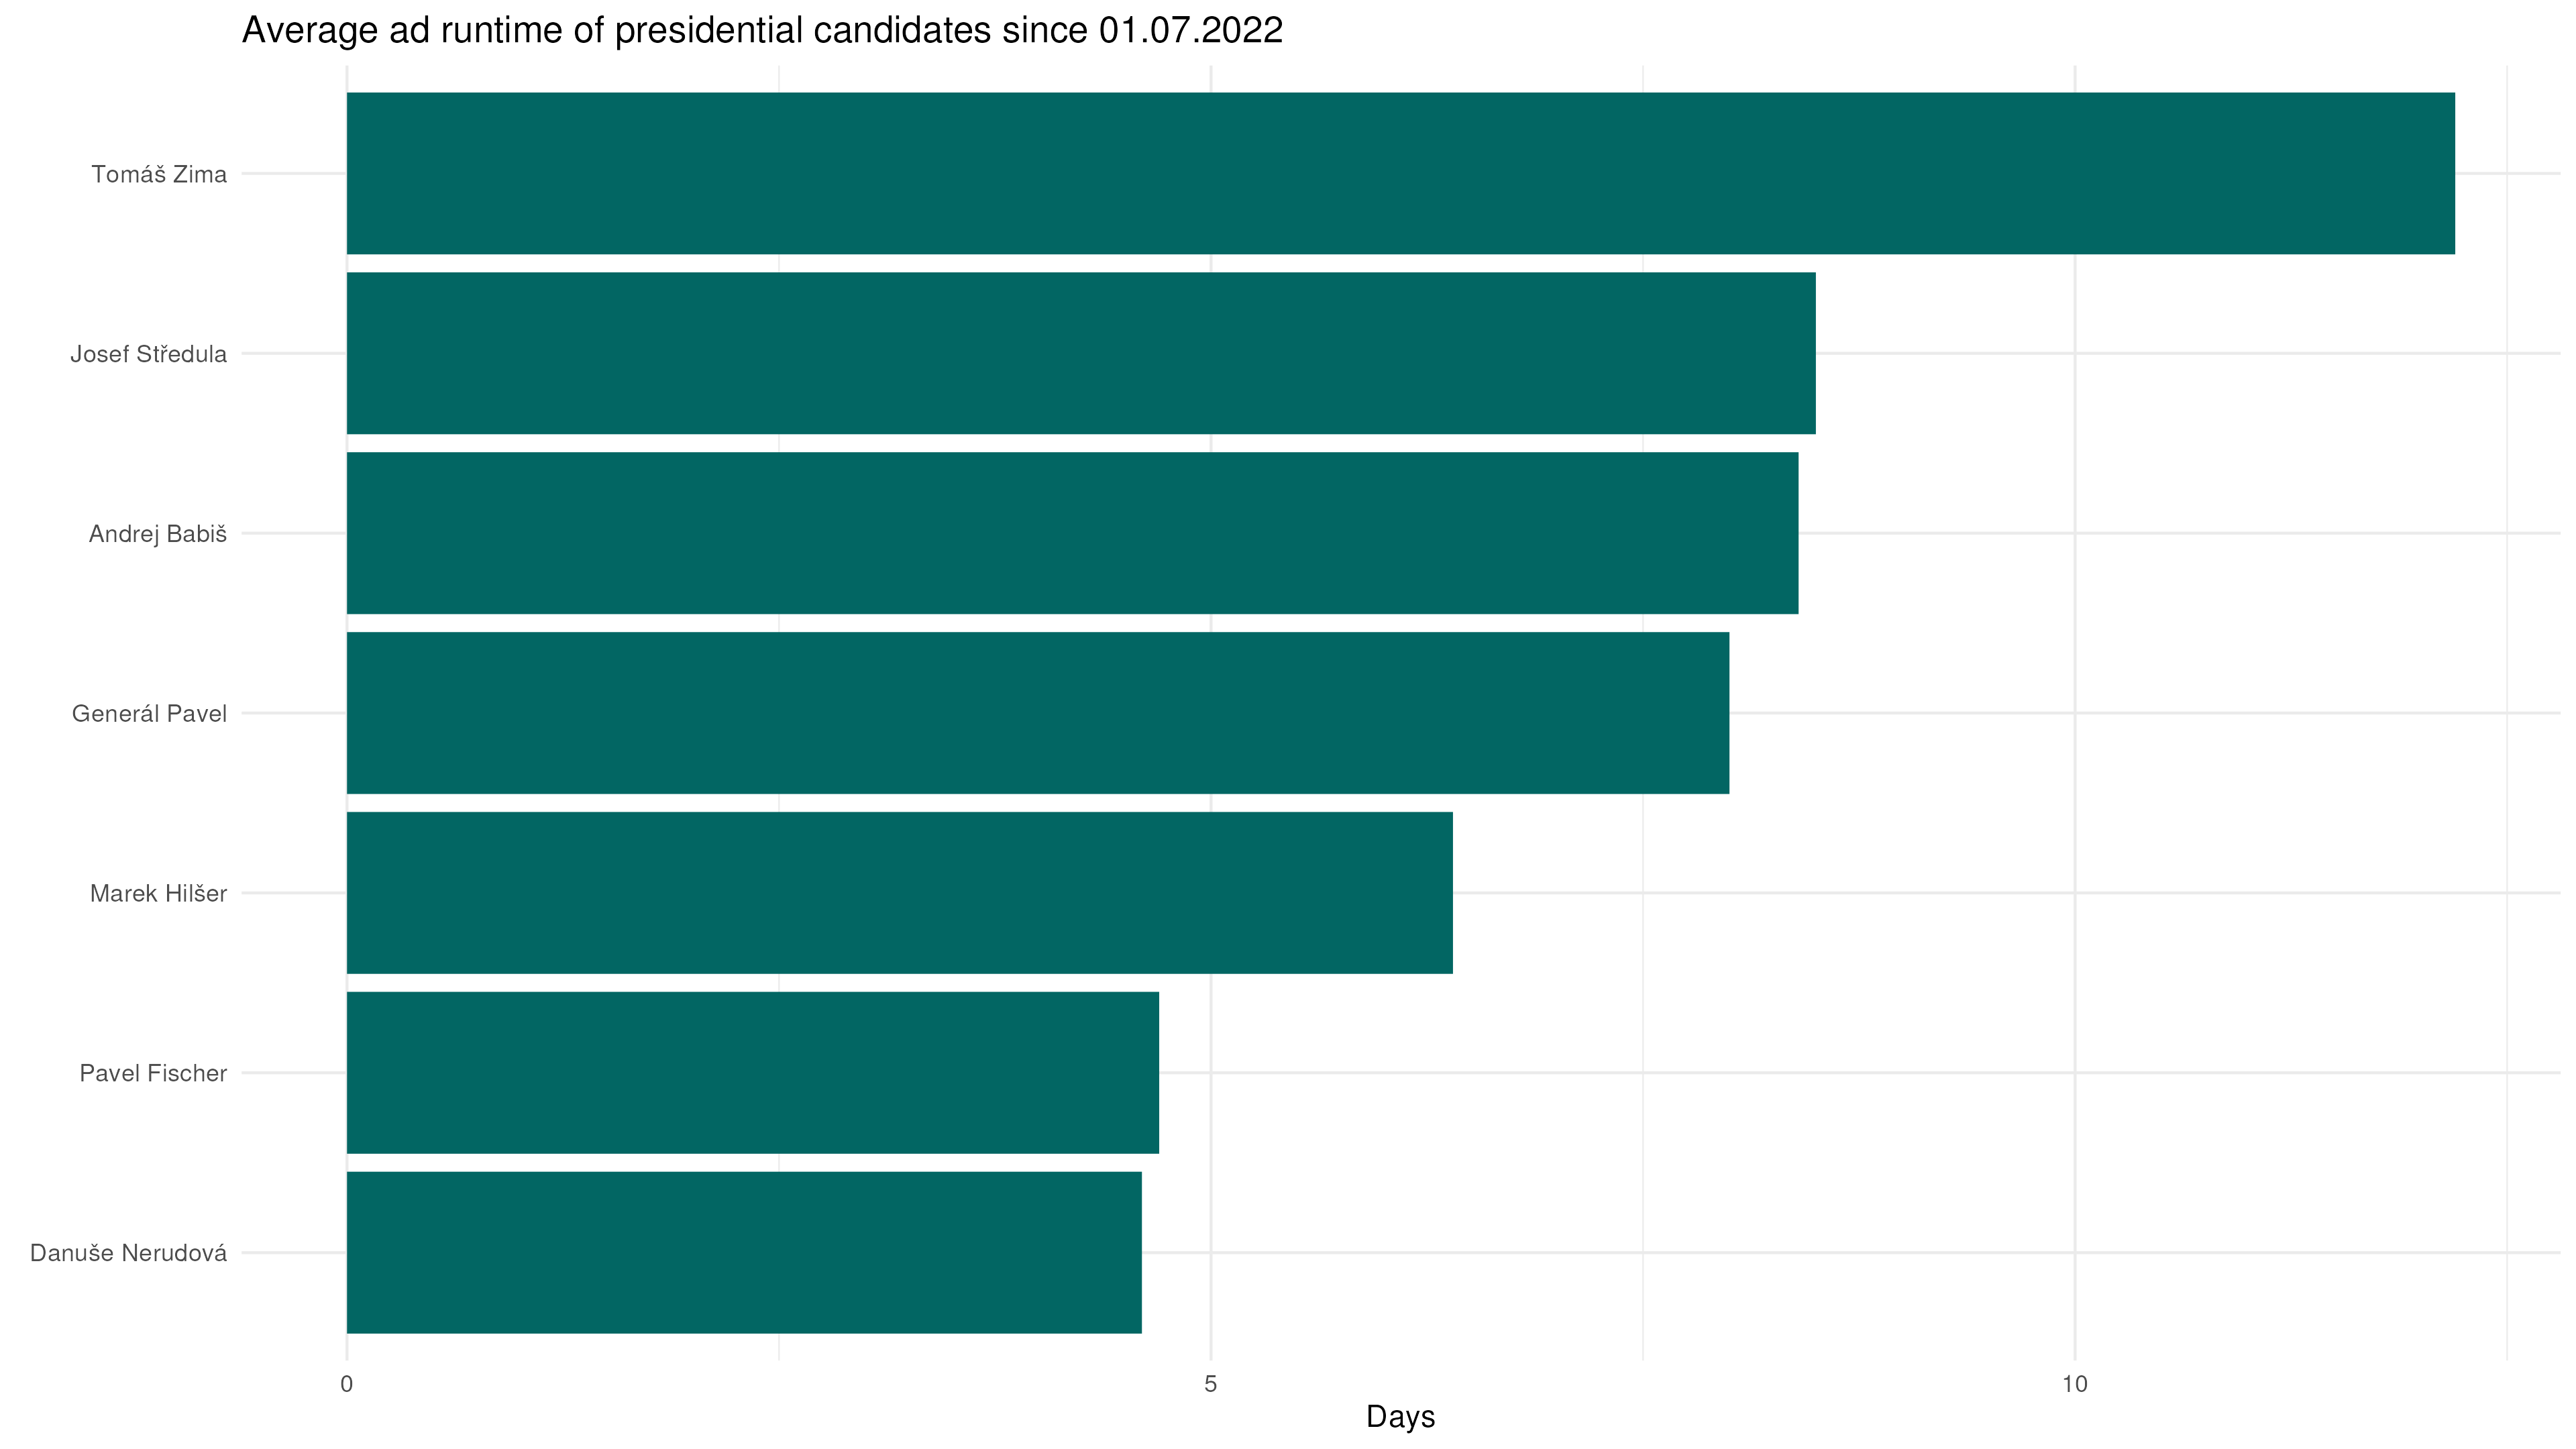 Average ad runtime of presidential candidates since 01.07.2022
Tomáš Zima
Josef Středula
Andrej Babiš
Generál Pavel
Marek Hilšer
Pavel Fischer
Danuše Nerudová
0 5 10
Days